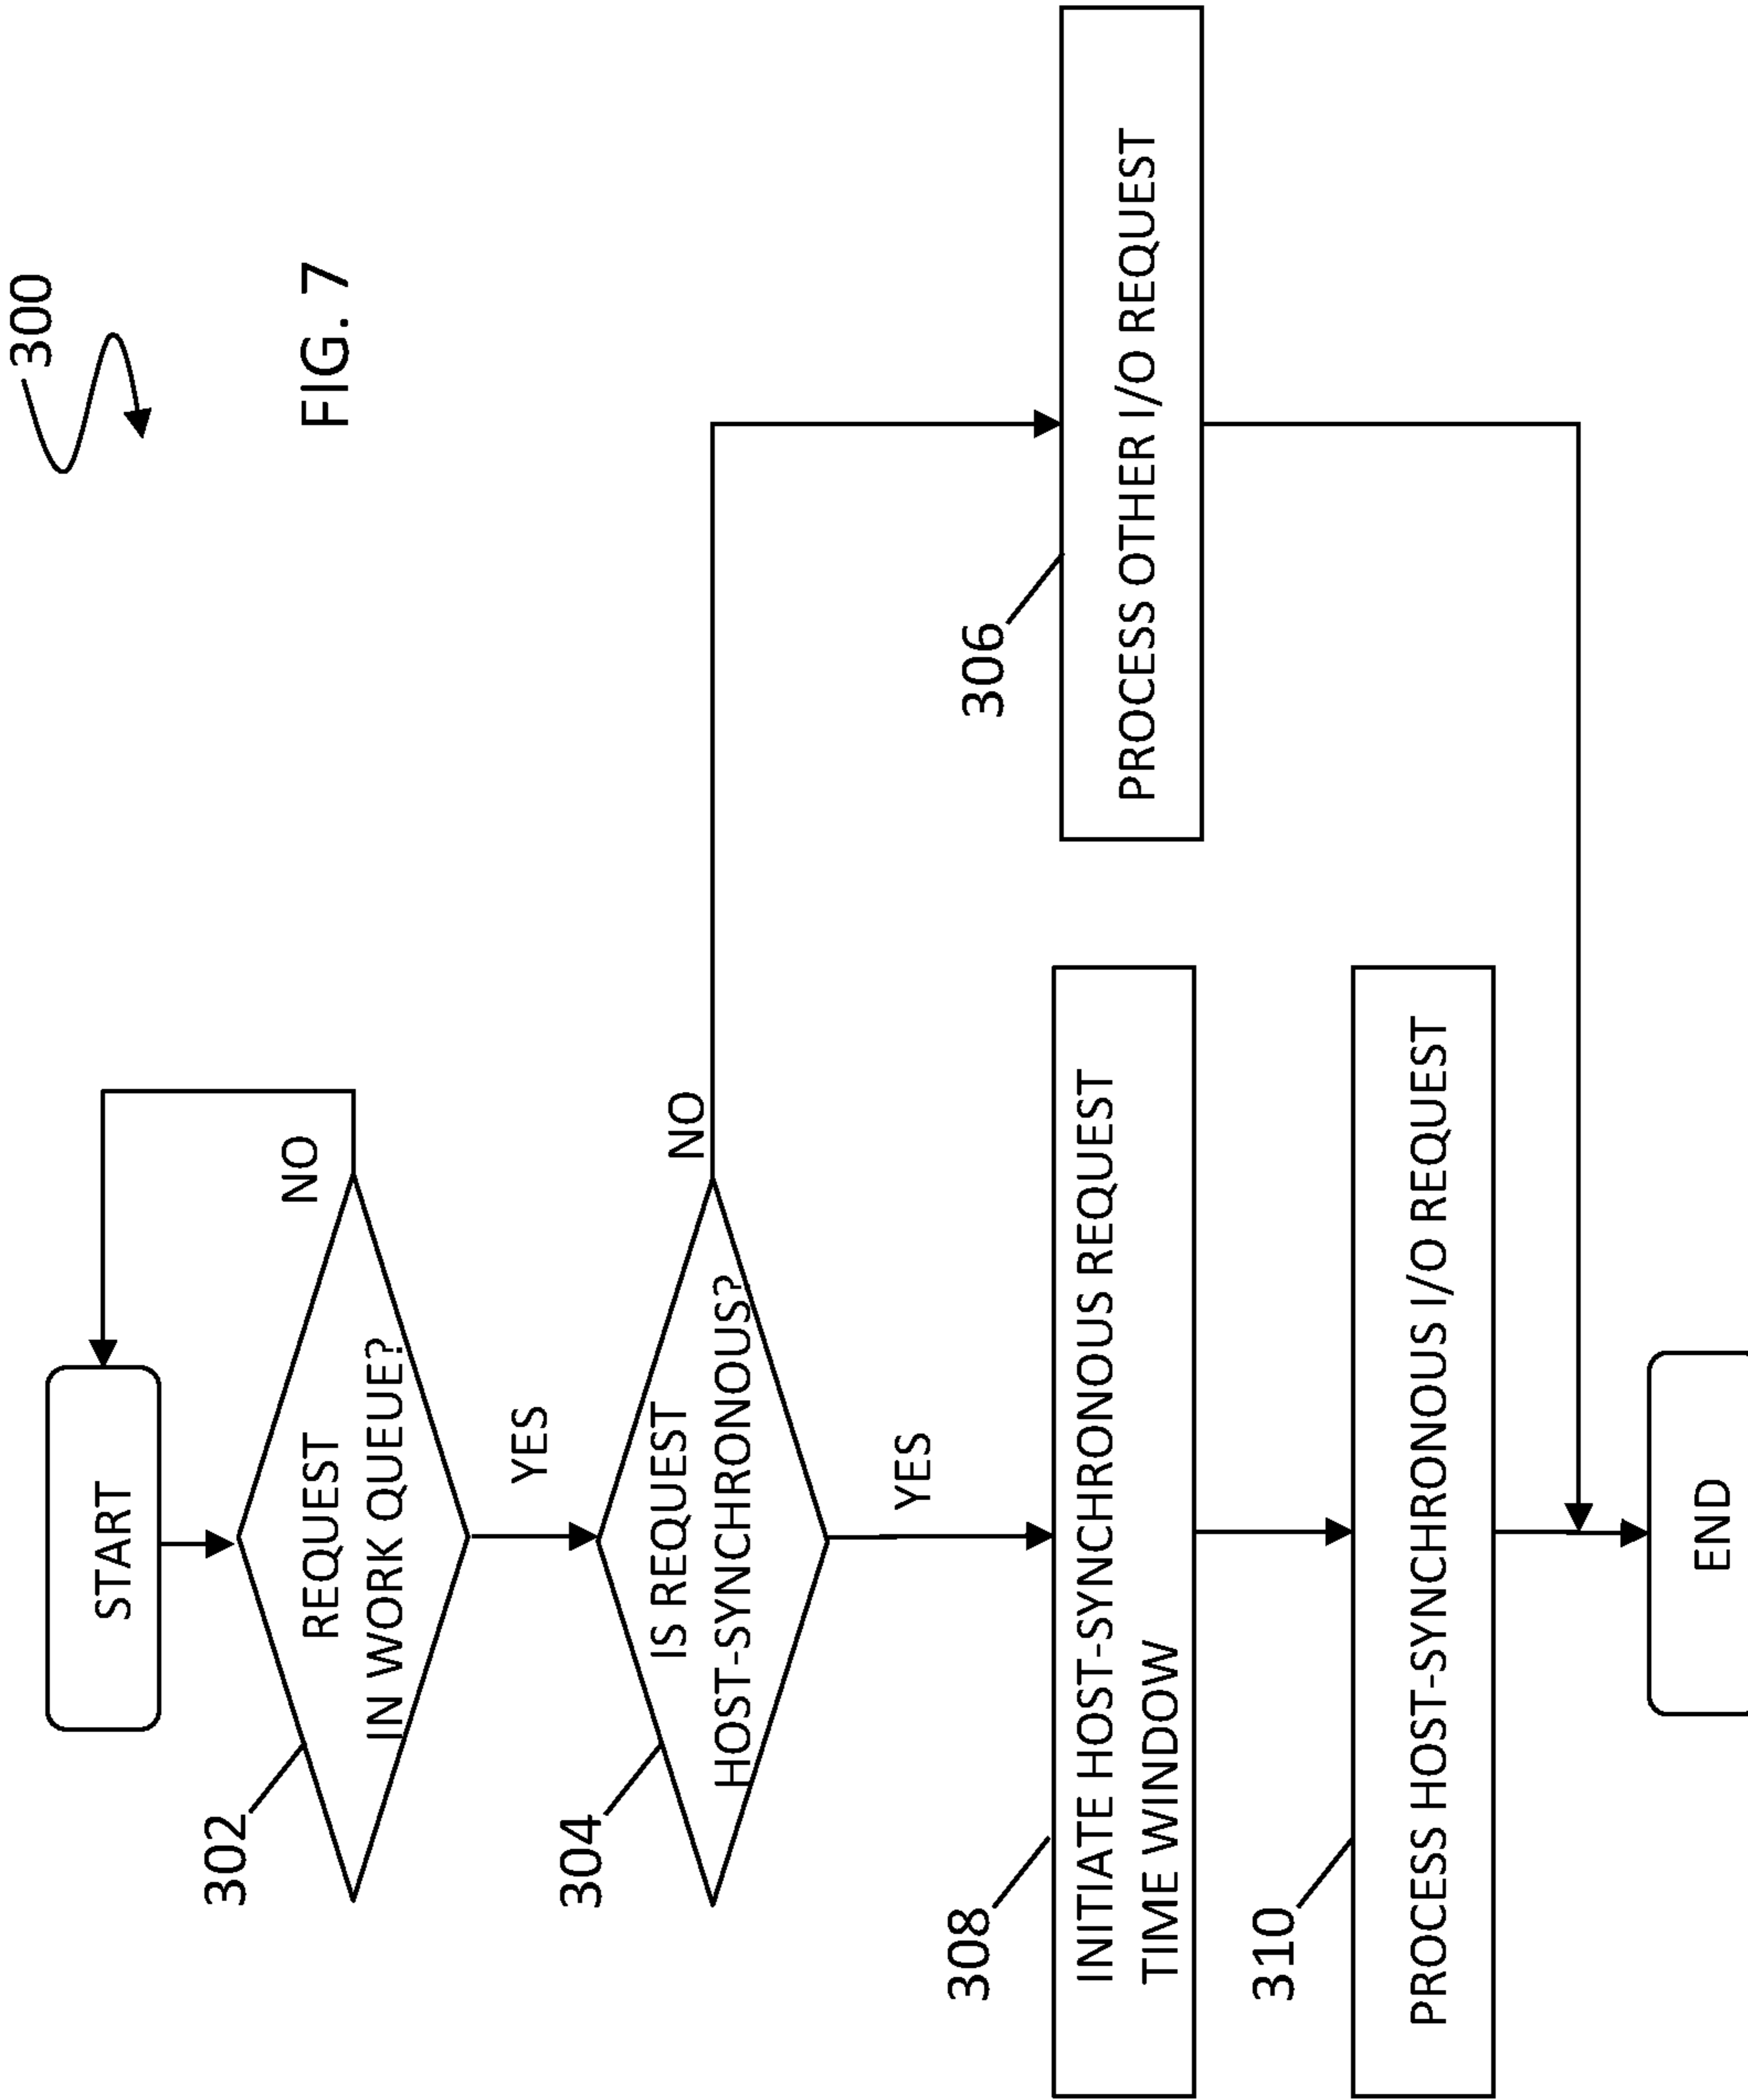 300
FIG. 7
START
302
REQUEST
IN WORK QUEUE?
NO
YES
304
IS REQUEST
HOST-SYNCHRONOUS?
NO
YES
306
PROCESS OTHER I/O REQUEST
308
INITIATE HOST-SYNCHRONOUS REQUEST
TIME WINDOW
310
PROCESS HOST-SYNCHRONOUS I/O REQUEST
END